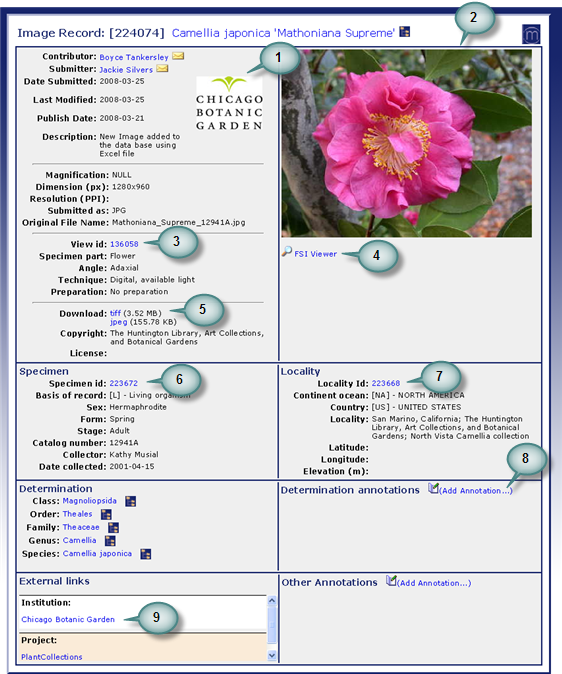 Image Record: [224074] Camellia japonica 'Mathoniana Supreme'
2
Contributor: Boyce Tankersley
Submitter: Jackie Silvers
Date Submitted: 2008-03-25
Last Modified: 2008-03-25
Publish Date: 2008-03-21
Description: New Image added to
the data base using
Excel file
1
CHICAGO
BOTANIC
GARDEN
Magnification: NULL
Dimension (px): 1280x960
Resolution (PPI):
Submitted as: JPG
Original File Name: Mathoniana_Supreme_12941A.jpg
View id: 136058
3
Specimen part: Flower
Angle: Adaxial
Technique: Digital, available light
Preparation: No preparation
FSI Viewer
4
Download: tiff (3.52 MB)
jpeg (155.78 KB)
5
Copyright: The Huntington Library, Art Collections,
and Botanical Gardens
License:
Specimen
Specimen id: 223672
6
Basis of record: [L] - Living organism
Sex: Hermaphrodite
Form: Spring
Stage: Adult
Catalog number: 12941A
Collector: Kathy Musial
Date collected: 2001-04-15
Locality
Locality Id: 223668
7
Continent ocean: [NA] - NORTH AMERICA
Country: [US] - UNITED STATES
Locality: San Marino, California; The Huntington
Library, Art Collections, and Botanical
Gardens; North Vista Camellia collection
Latitude:
Longitude:
Elevation (m):
8
Determination
Class: Magnoliopsida
Order: Theales
Family: Theaceae
Genus: Camellia
Species: Camellia japonica
Determination annotations (Add Annotation...)
External links
Institution:
Chicago Botanic Garden
9
Project:
PlantCollections
Other Annotations (Add Annotation...)